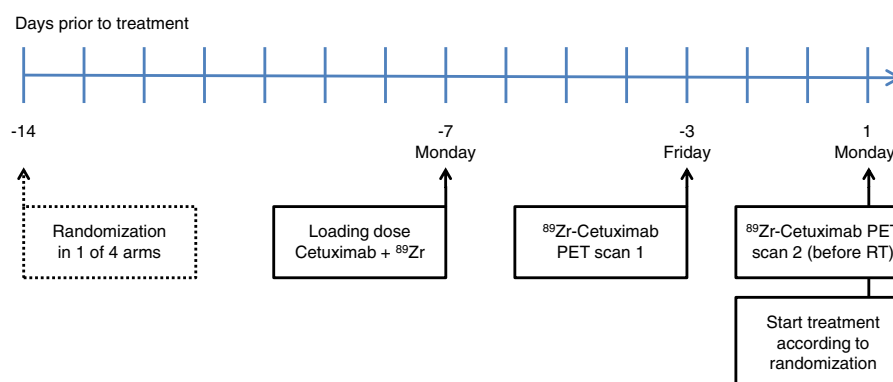 Days prior to treatment
-14
-7
Monday
-3
Friday
1
Monday
Randomization
in 1 of 4 arms
Loading dose
Cetuximab + ⁸⁹Zr
⁸⁹Zr-Cetuximab
PET scan 1
⁸⁹Zr-Cetuximab PET
scan 2 (before RT)
Start treatment
according to
randomization